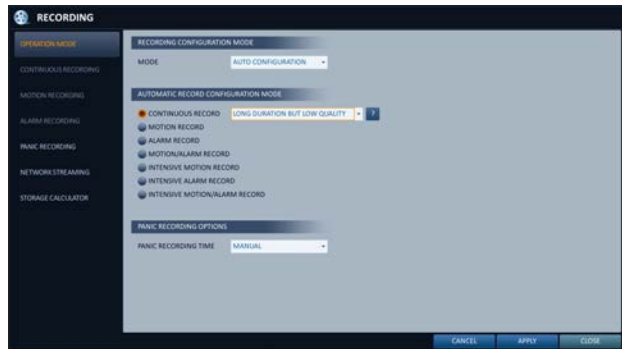 RECORDING
OPERATION MODE
CONTINUOUS RECORDING
MOTION RECORDING
ALARM RECORDING
PANIC RECORDING
NETWORK STREAMING
STORAGE CALCULATOR
RECORDING CONFIGURATION MODE
MODE AUTO CONFIGURATION
AUTOMATIC RECORD CONFIGURATION MODE
CONTINUOUS RECORD LONG DURATION BUT LOW QUALITY ?
MOTION RECORD
ALARM RECORD
MOTION/ALARM RECORD
INTENSIVE MOTION RECORD
INTENSIVE ALARM RECORD
INTENSIVE MOTION/ALARM RECORD
PANIC RECORDING OPTIONS
PANIC RECORDING TIME MANUAL
CANCEL APPLY CLOSE